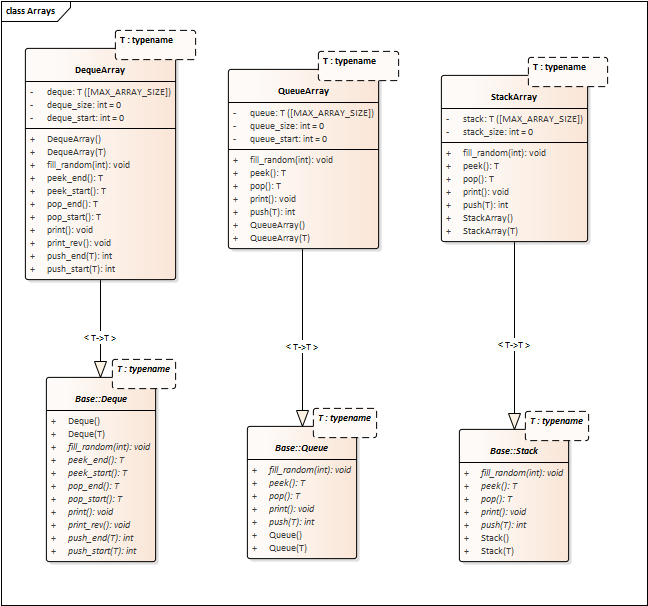 class Arrays
T : typename
DequeArray
- deque: T ([MAX_ARRAY_SIZE])
- deque_size: int = 0
- deque_start: int = 0
+ DequeArray()
+ DequeArray(T)
+ fill_random(int): void
+ peek_end(): T
+ peek_start(): T
+ pop_end(): T
+ pop_start(): T
+ print(): void
+ print_rev(): void
+ push_end(T): int
+ push_start(T): int
T : typename
QueueArray
- queue: T ([MAX_ARRAY_SIZE])
- queue_size: int = 0
- queue_start: int = 0
+ fill_random(int): void
+ peek(): T
+ pop(): T
+ print(): void
+ push(T): int
+ QueueArray()
+ QueueArray(T)
T : typename
StackArray
- stack: T ([MAX_ARRAY_SIZE])
- stack_size: int = 0
+ fill_random(int): void
+ peek(): T
+ pop(): T
+ print(): void
+ push(T): int
+ StackArray()
+ StackArray(T)
< T->T >
< T->T >
< T->T >
T : typename
Base::Deque
+ Deque()
+ Deque(T)
+ fill_random(int): void
+ peek_end(): T
+ peek_start(): T
+ pop_end(): T
+ pop_start(): T
+ print(): void
+ print_rev(): void
+ push_end(T): int
+ push_start(T): int
T : typename
Base::Queue
+ fill_random(int): void
+ peek(): T
+ pop(): T
+ print(): void
+ push(T): int
+ Queue()
+ Queue(T)
T : typename
Base::Stack
+ fill_random(int): void
+ peek(): T
+ pop(): T
+ print(): void
+ push(T): int
+ Stack()
+ Stack(T)